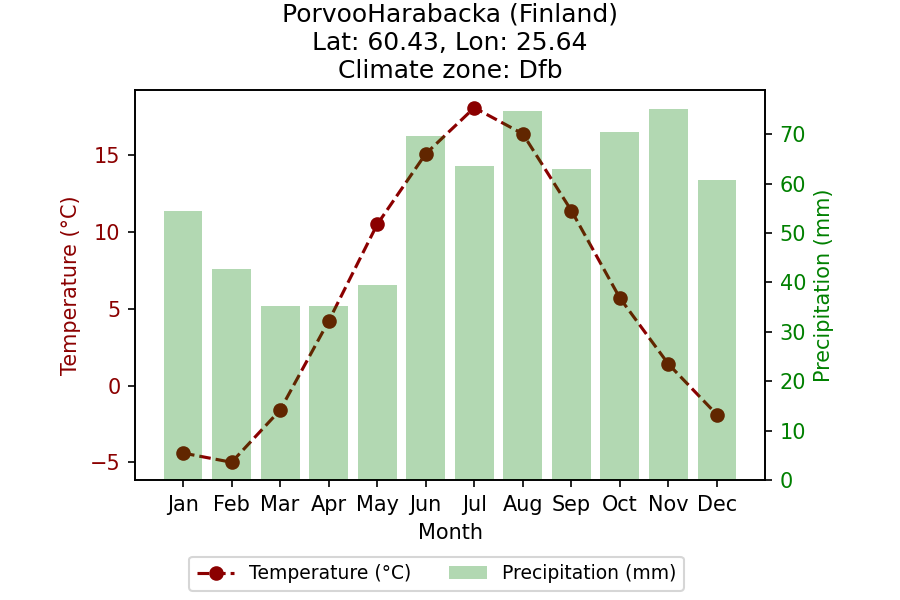 PorvooHarabacka (Finland)
Lat: 60.43, Lon: 25.64
Climate zone: Dfb
Temperature (°C)
15
10
5
0
−5
70
60
50
40
30
20
10
0
Precipitation (mm)
Jan Feb Mar Apr May Jun Jul Aug Sep Oct Nov Dec
Month
Temperature (°C) Precipitation (mm)